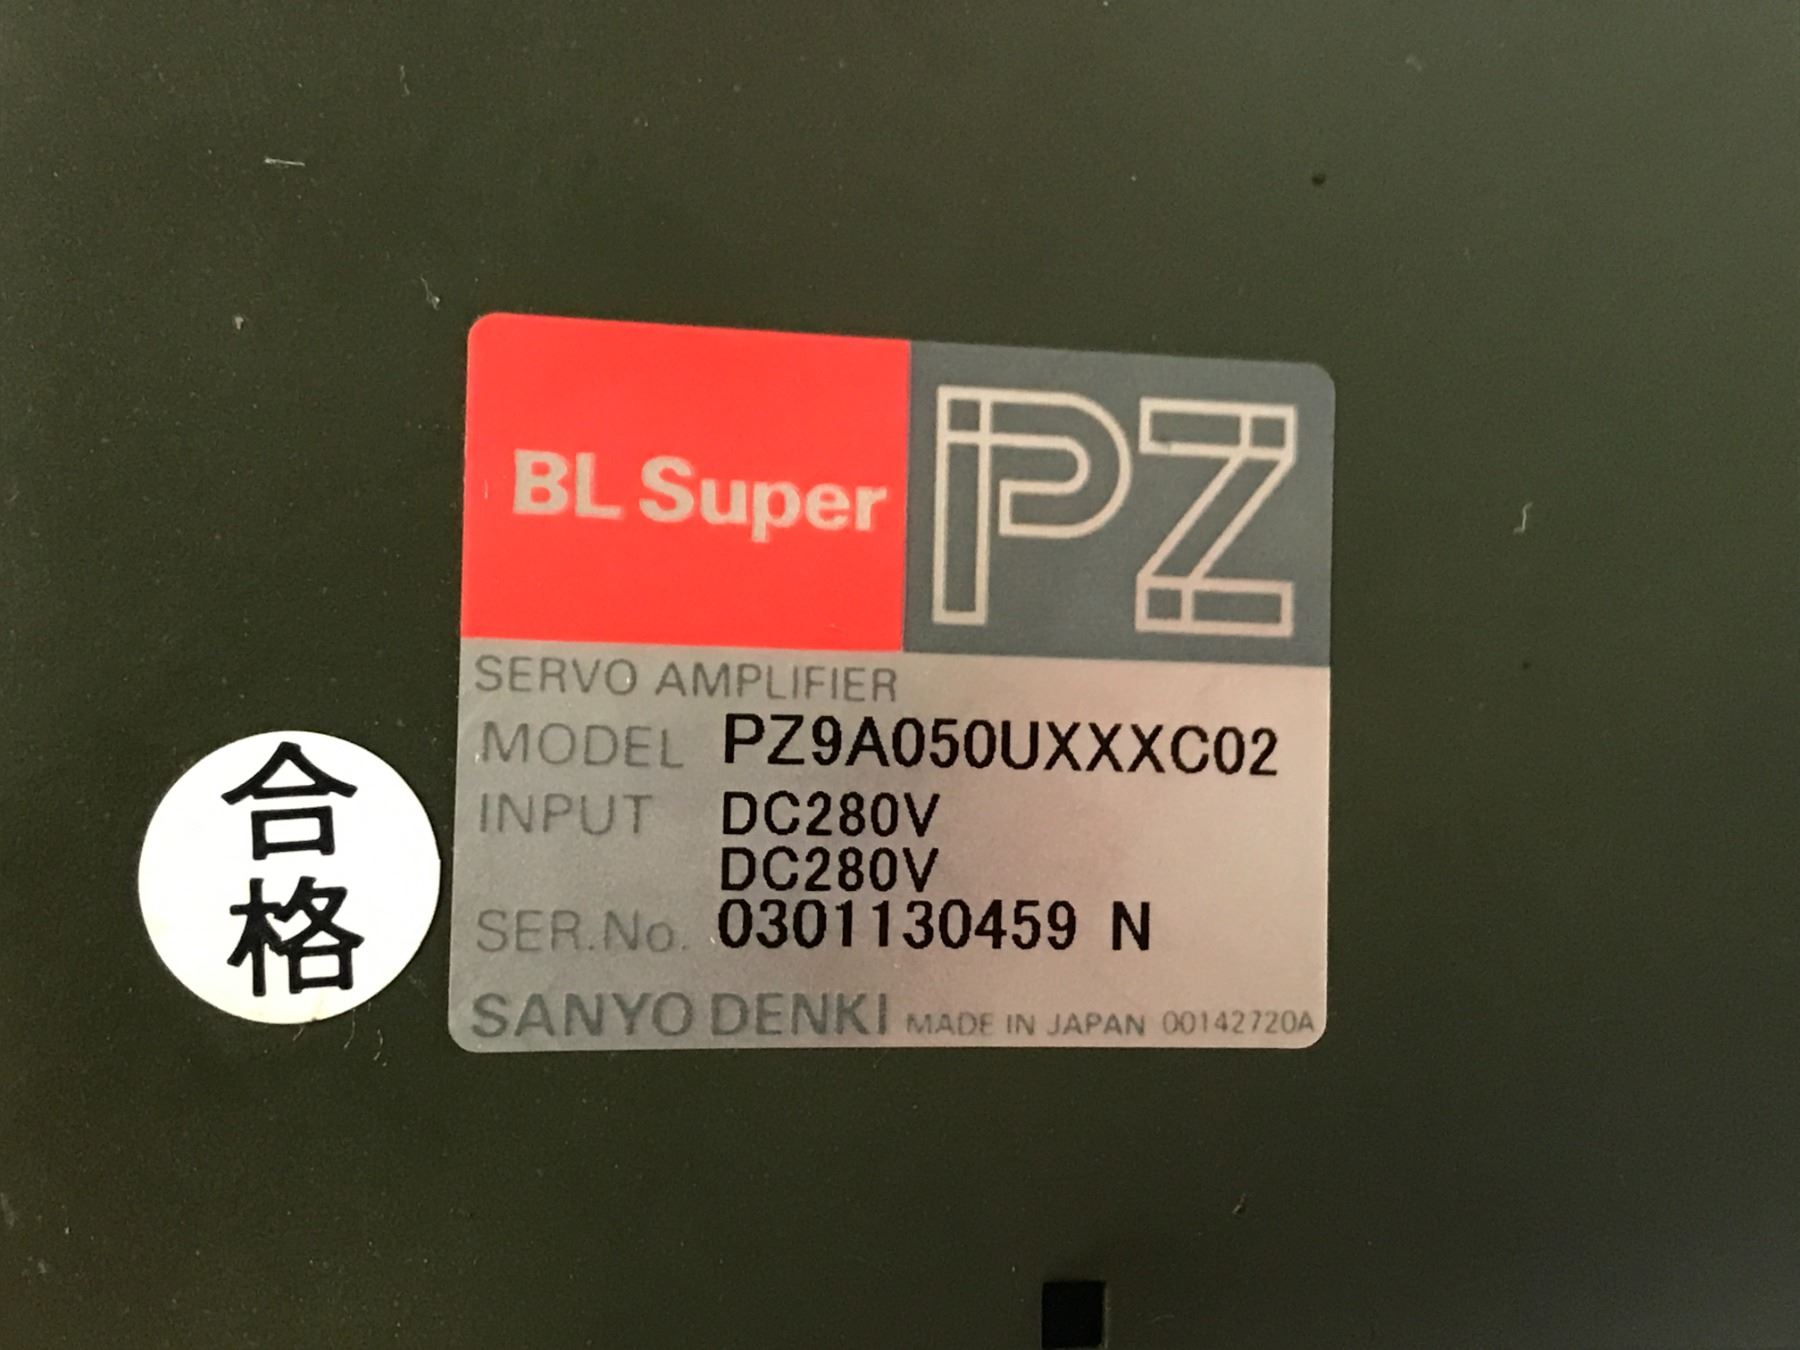 BL Super PZ
SERVO AMPLIFIER
MODEL PZ9A050UXXXC02
INPUT DC280V
DC280V
SER.No. 0301130459 N
SANYO DENKI MADE IN JAPAN 00142720A
合
格